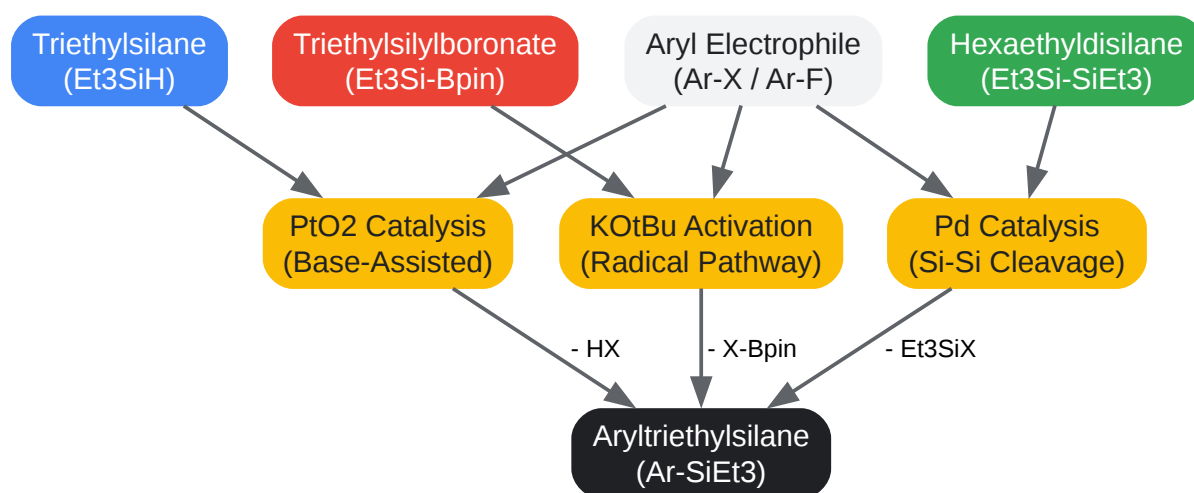 Triethylsilane
(Et3SiH)
Triethylsilylboronate
(Et3Si-Bpin)
Aryl Electrophile
(Ar-X / Ar-F)
Hexaethyldisilane
(Et3Si-SiEt3)
PtO2 Catalysis
(Base-Assisted)
KOtBu Activation
(Radical Pathway)
Pd Catalysis
(Si-Si Cleavage)
- HX
- X-Bpin
- Et3SiX
Aryltriethylsilane
(Ar-SiEt3)